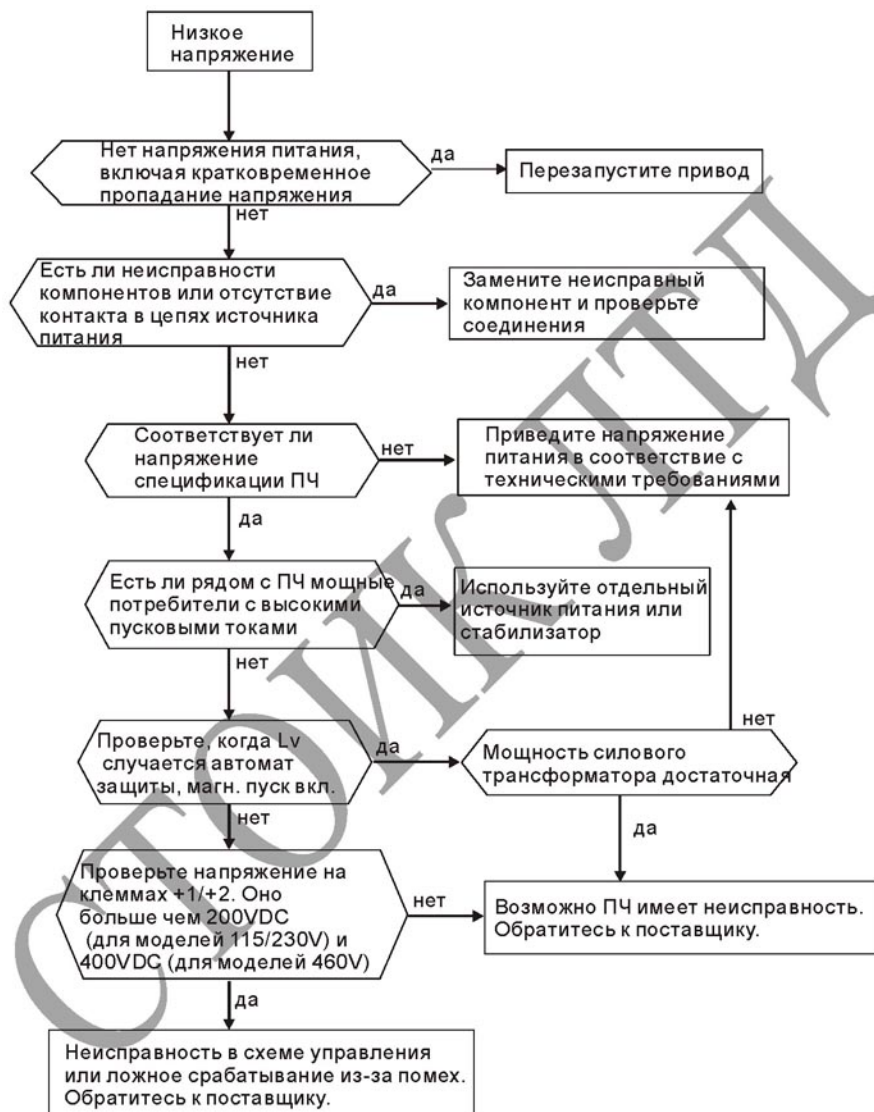 Низкое
напряжение
Нет напряжения питания,
включая кратковременное
пропадание напряжения
да
Перезапустите привод
нет
Есть ли неисправности
компонентов или отсутствие
контакта в цепях источника
питания
да
Замените неисправный
компонент и проверьте
соединения
нет
Соответствует ли
напряжение
спецификации ПЧ
нет
Приведите напряжение
питания в соответствие с
техническими требованиями
да
Есть ли рядом с ПЧ мощные
потребители с высокими
пусковыми токами
да
Используйте отдельный
источник питания или
стабилизатор
нет
Проверьте, когда Lv
случается автомат
защиты, магн. пуск вкл.
да
Мощность силового
трансформатора достаточная
нет
нет
да
Проверьте напряжение на
клеммах +1/+2. Оно
больше чем 200VDC
(для моделей 115/230V) и
400VDC (для моделей 460V)
нет
Возможно ПЧ имеет неисправность.
Обратитесь к поставщику.
да
Неисправность в схеме управления
или ложное срабатывание из-за помех.
Обратитесь к поставщику.
СТОИК ЛТД